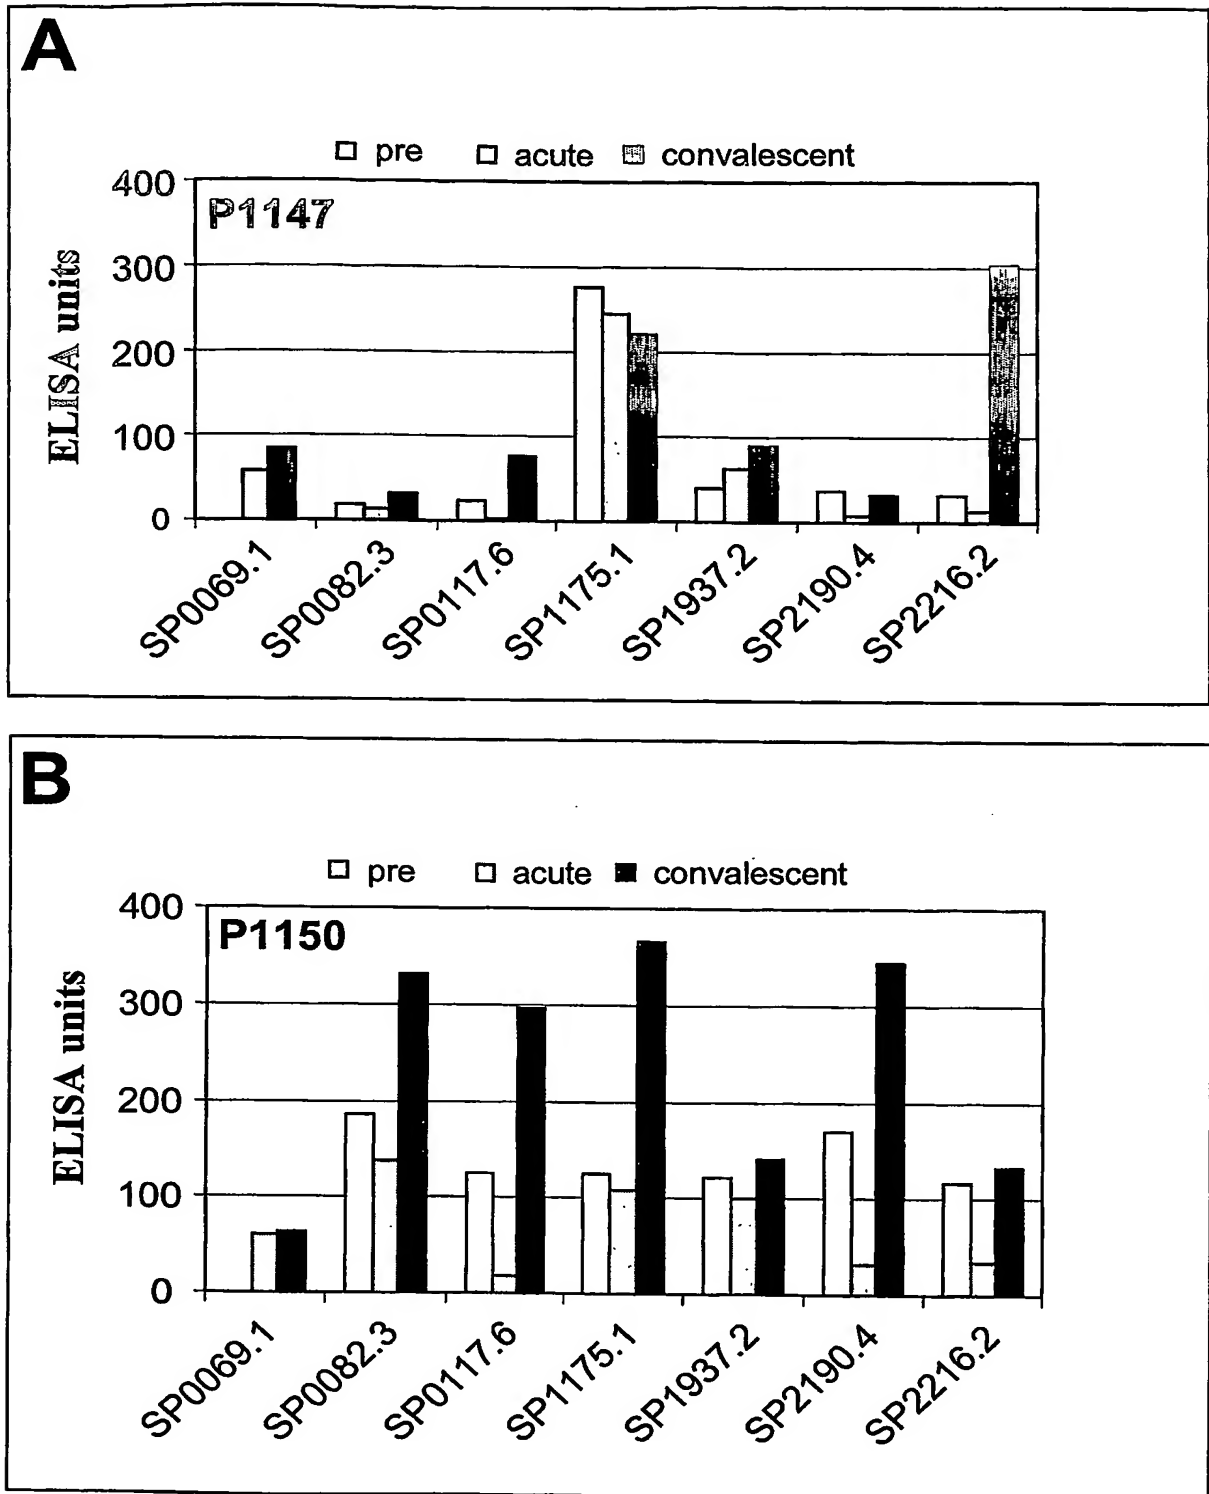 A
pre acute convalescent
400
P1147
300
200
100
0
ELISA units
SP0069.1 SP0082.3 SP0117.6 SP1175.1 SP1937.2 SP2190.4 SP2216.2
B
pre acute convalescent
400
P1150
300
200
100
0
ELISA units
SP0069.1 SP0082.3 SP0117.6 SP1175.1 SP1937.2 SP2190.4 SP2216.2